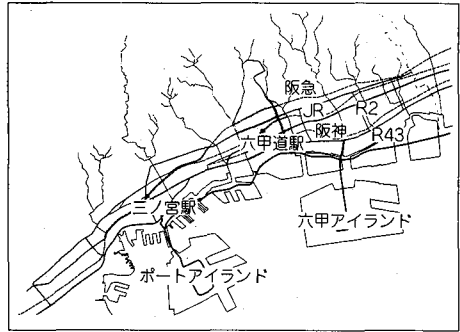 阪急
JR
R2
阪神
R43
六甲道駅
三ノ宮駅
六甲アイランド
ポートアイランド